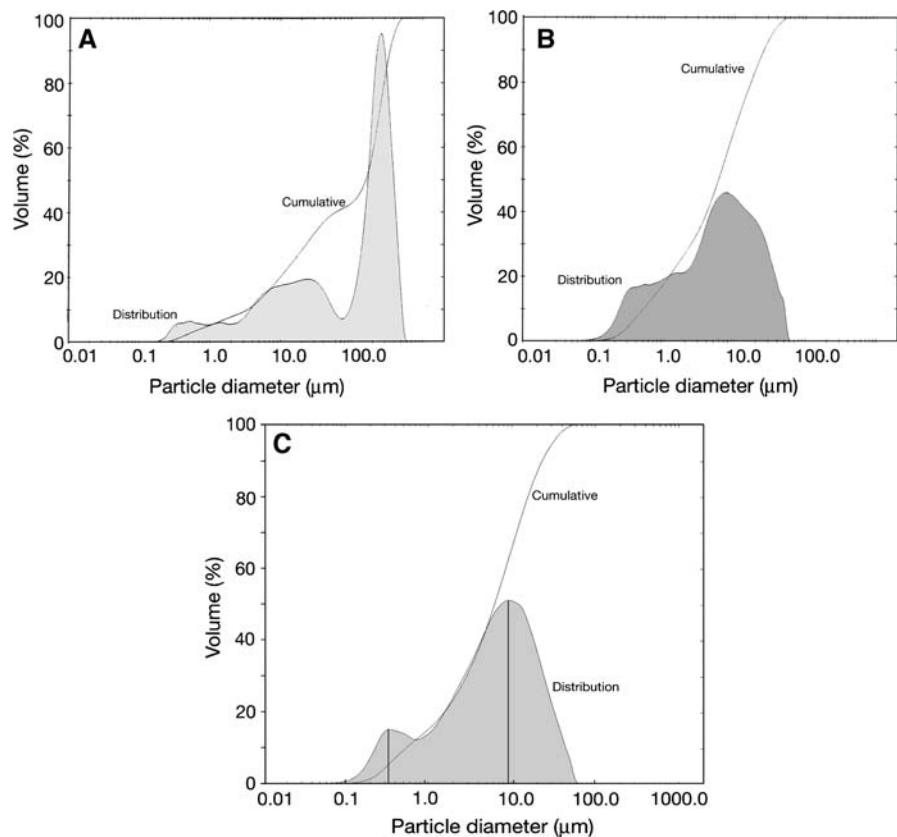 A
Volume (%)
100
80
60
40
20
0
Cumulative
Distribution
0.01 0.1 1.0 10.0 100.0
Particle diameter (μm)
B
Volume (%)
100
80
60
40
20
0
Cumulative
Distribution
0.01 0.1 1.0 10.0 100.0
Particle diameter (μm)
C
Volume (%)
100
80
60
40
20
0
Cumulative
Distribution
0.01 0.1 1.0 10.0 100.0 1000.0
Particle diameter (μm)